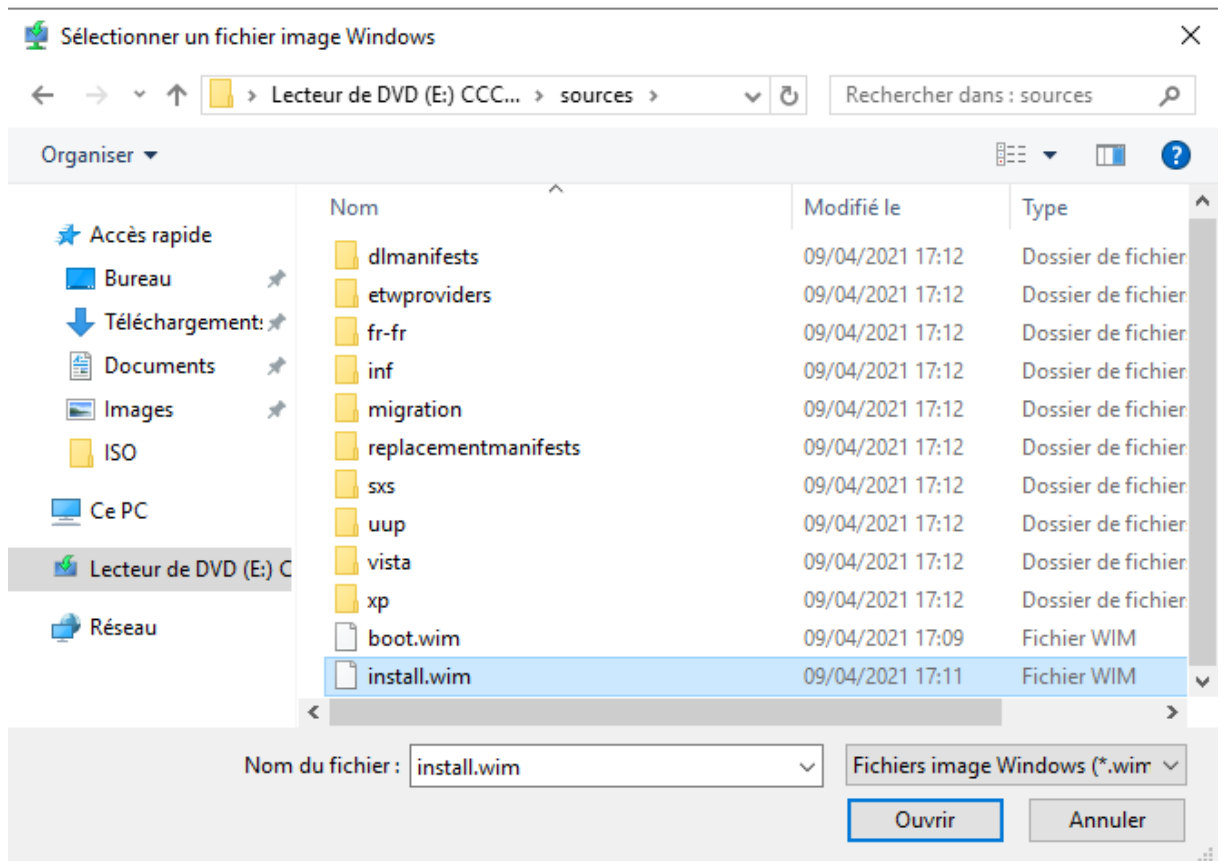 Sélectionner un fichier image Windows
Lecteur de DVD (E:) CCC... > sources >
Rechercher dans : sources
Organiser
Nom Modifié le Type
Accès rapide
Bureau
Téléchargements
Documents
Images
ISO
Ce PC
Lecteur de DVD (E:) C
Réseau
dlmanifests 09/04/2021 17:12 Dossier de fichier
etwproviders 09/04/2021 17:12 Dossier de fichier
fr-fr 09/04/2021 17:12 Dossier de fichier
inf 09/04/2021 17:12 Dossier de fichier
migration 09/04/2021 17:12 Dossier de fichier
replacementmanifests 09/04/2021 17:12 Dossier de fichier
sxs 09/04/2021 17:12 Dossier de fichier
uup 09/04/2021 17:12 Dossier de fichier
vista 09/04/2021 17:12 Dossier de fichier
xp 09/04/2021 17:12 Dossier de fichier
boot.wim 09/04/2021 17:09 Fichier WIM
install.wim 09/04/2021 17:11 Fichier WIM
Nom du fichier : install.wim Fichiers image Windows (*.wim
Ouvrir Annuler